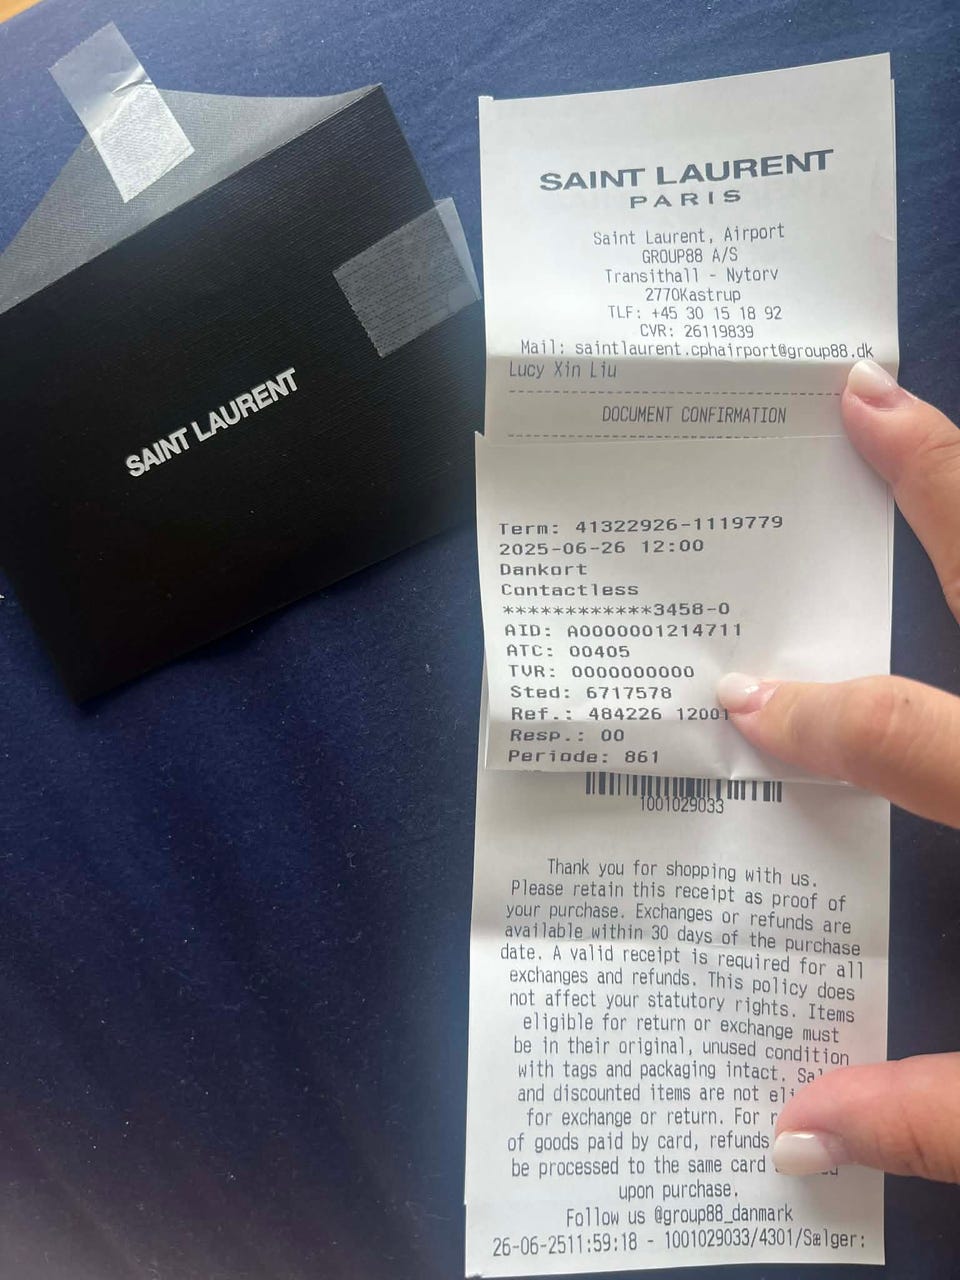 SAINT LAURENT
SAINT LAURENT
PARIS
Saint Laurent, Airport
GROUP88 A/S
Transithall - Nytorv
2770Kastrup
TLF: +45 30 15 18 92
CVR: 26119839
Mail: saintlaurent.cphairport@group88.dk
Lucy Xin Liu
DOCUMENT CONFIRMATION
Term: 41322926-1119779
2025-06-26 12:00
Dankort
Contactless
************3458-0
AID: A0000001214711
ATC: 00405
TVR: 0000000000
Sted: 6717578
Ref.: 484226 12001
Resp.: 00
Periode: 861
1001029033
Thank you for shopping with us.
Please retain this receipt as proof of
your purchase. Exchanges or refunds are
available within 30 days of the purchase
date. A valid receipt is required for all
exchanges and refunds. This policy does
not affect your statutory rights. Items
eligible for return or exchange must
be in their original, unused condition
with tags and packaging intact.
and discounted items are not
for exchange or return. For
of goods paid by card, refunds
be processed to the same card
upon purchase.
Follow us @group88_danmark
26-06-2511:59:18 - 1001029033/4301/Sælger: